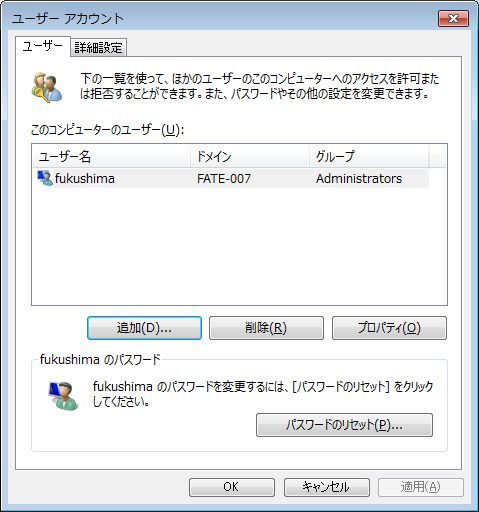 ユーザー アカウント
ユーザー 詳細設定
下の一覧を使って、ほかのユーザーのこのコンピューターへのアクセスを許可また
は拒否することができます。また、パスワードやその他の設定を変更できます。
このコンピューターのユーザー(U):
ユーザー名 ドメイン グループ
fukushima FATE-007 Administrators
追加(D)... 削除(R) プロパティ(O)
fukushima のパスワード
fukushima のパスワードを変更するには、[パスワードのリセット] をクリック
してください。
パスワードのリセット(P)...
OK キャンセル 適用(A)